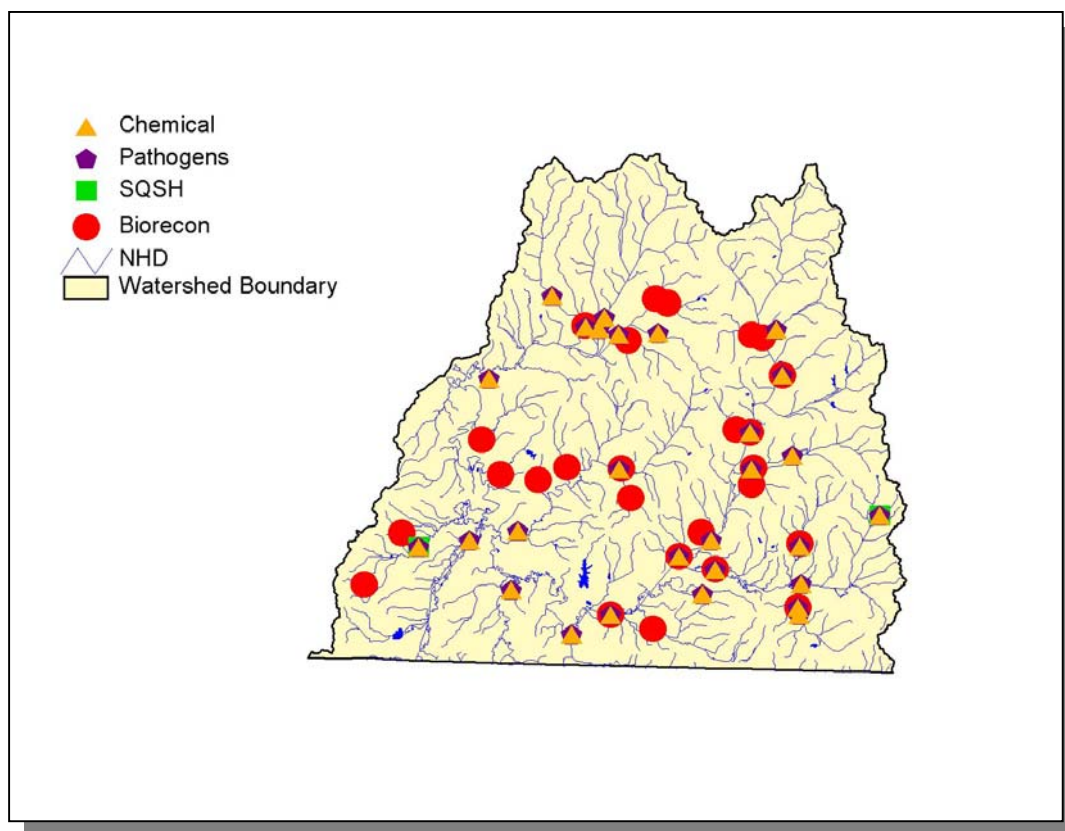 Chemical
Pathogens
SQSH
Biorecon
NHD
Watershed Boundary